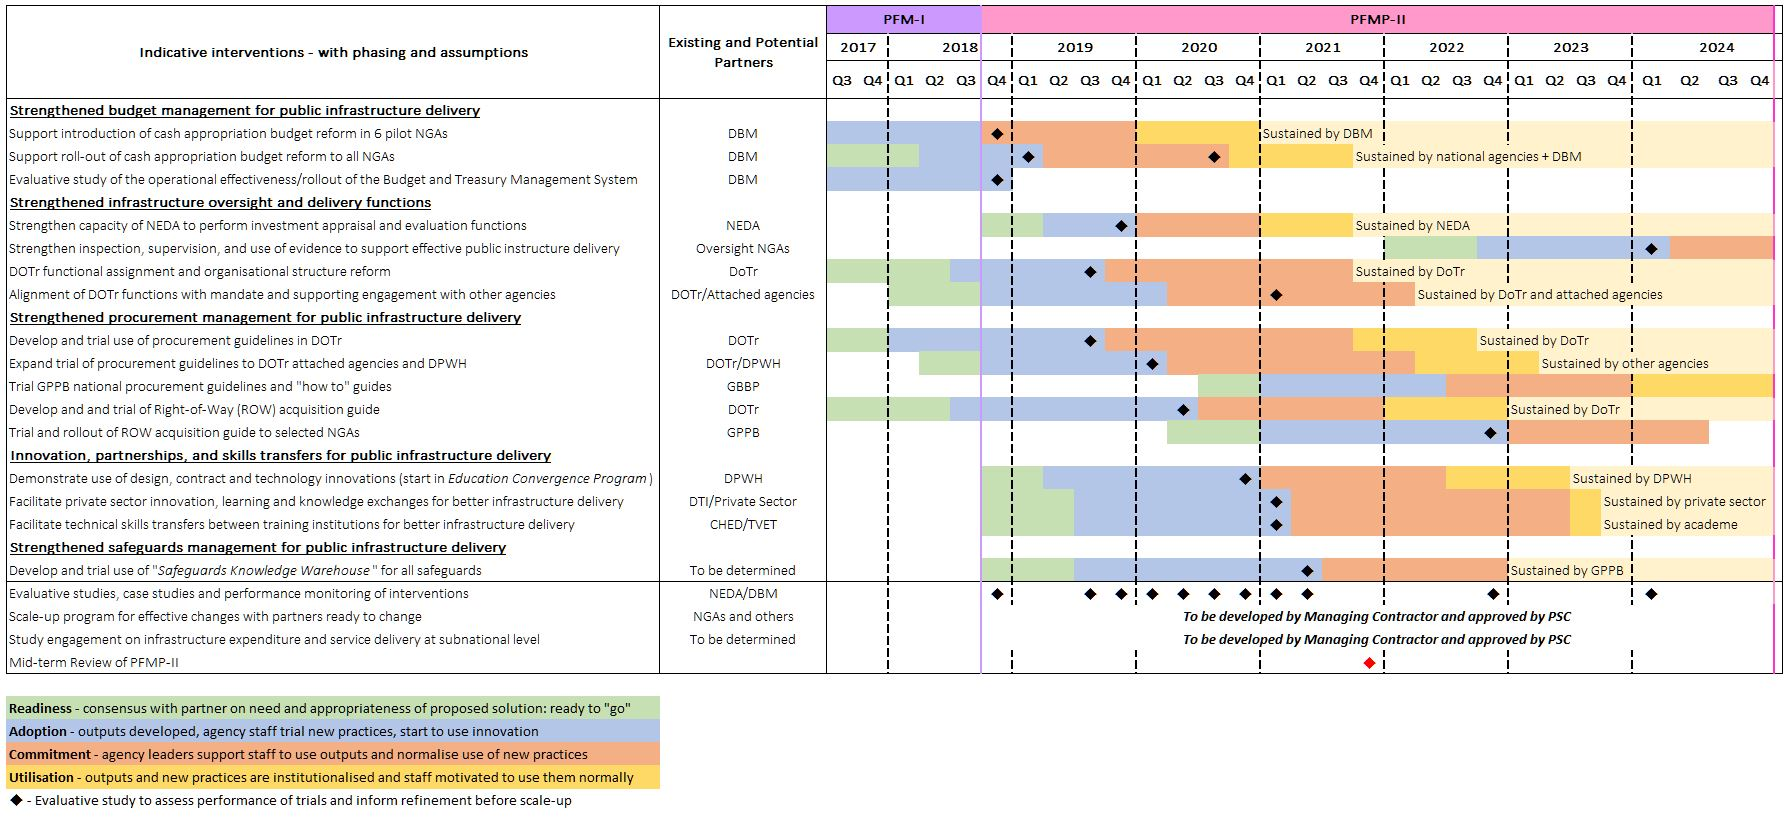 PFM-I PFMP-II
Indicative interventions - with phasing and assumptions
Existing and Potential
Partners
2017 2018 2019 2020 2021 2022 2023 2024
Q3 Q4 Q1 Q2 Q3 Q4 Q1 Q2 Q3 Q4 Q1 Q2 Q3 Q4 Q1 Q2 Q3 Q4 Q1 Q2 Q3 Q4 Q1 Q2 Q3 Q4 Q1 Q2 Q3 Q4
Strengthened budget management for public infrastructure delivery
Support introduction of cash appropriation budget reform in 6 pilot NGAs DBM Sustained by DBM
Support roll-out of cash appropriation budget reform to all NGAs DBM Sustained by national agencies + DBM
Evaluative study of the operational effectiveness/rollout of the Budget and Treasury Management System DBM
Strengthened infrastructure oversight and delivery functions
Strengthen capacity of NEDA to perform investment appraisal and evaluation functions NEDA Sustained by NEDA
Strengthen inspection, supervision, and use of evidence to support effective public instructure delivery Oversight NGAs
DOTr functional assignment and organisational structure reform DoTr Sustained by DoTr
Alignment of DOTr functions with mandate and supporting engagement with other agencies DOTr/Attached agencies Sustained by DoTr and attached agencies
Strengthened procurement management for public infrastructure delivery
Develop and trial use of procurement guidelines in DOTr DOTr Sustained by DoTr
Expand trial of procurement guidelines to DOTr attached agencies and DPWH DOTr/DPWH Sustained by other agencies
Trial GPPB national procurement guidelines and "how to" guides GBBP
Develop and and trial of Right-of-Way (ROW) acquisition guide DOTr Sustained by DoTr
Trial and rollout of ROW acquisition guide to selected NGAs GPPB
Innovation, partnerships, and skills transfers for public infrastructure delivery
Demonstrate use of design, contract and technology innovations (start in Education Convergence Program) DPWH Sustained by DPWH
Facilitate private sector innovation, learning and knowledge exchanges for better infrastructure delivery DTI/Private Sector Sustained by private sector
Facilitate technical skills transfers between training institutions for better infrastructure delivery CHED/TVET Sustained by academe
Strengthened safeguards management for public infrastructure delivery
Develop and trial use of "Safeguards Knowledge Warehouse" for all safeguards To be determined Sustained by GPPB
Evaluative studies, case studies and performance monitoring of interventions NEDA/DBM
Scale-up program for effective changes with partners ready to change NGAs and others To be developed by Managing Contractor and approved by PSC
Study engagement on infrastructure expenditure and service delivery at subnational level To be determined To be developed by Managing Contractor and approved by PSC
Mid-term Review of PFMP-II
Readiness - consensus with partner on need and appropriateness of proposed solution: ready to "go"
Adoption - outputs developed, agency staff trial new practices, start to use innovation
Commitment - agency leaders support staff to use outputs and normalise use of new practices
Utilisation - outputs and new practices are institutionalised and staff motivated to use them normally
◆ - Evaluative study to assess performance of trials and inform refinement before scale-up